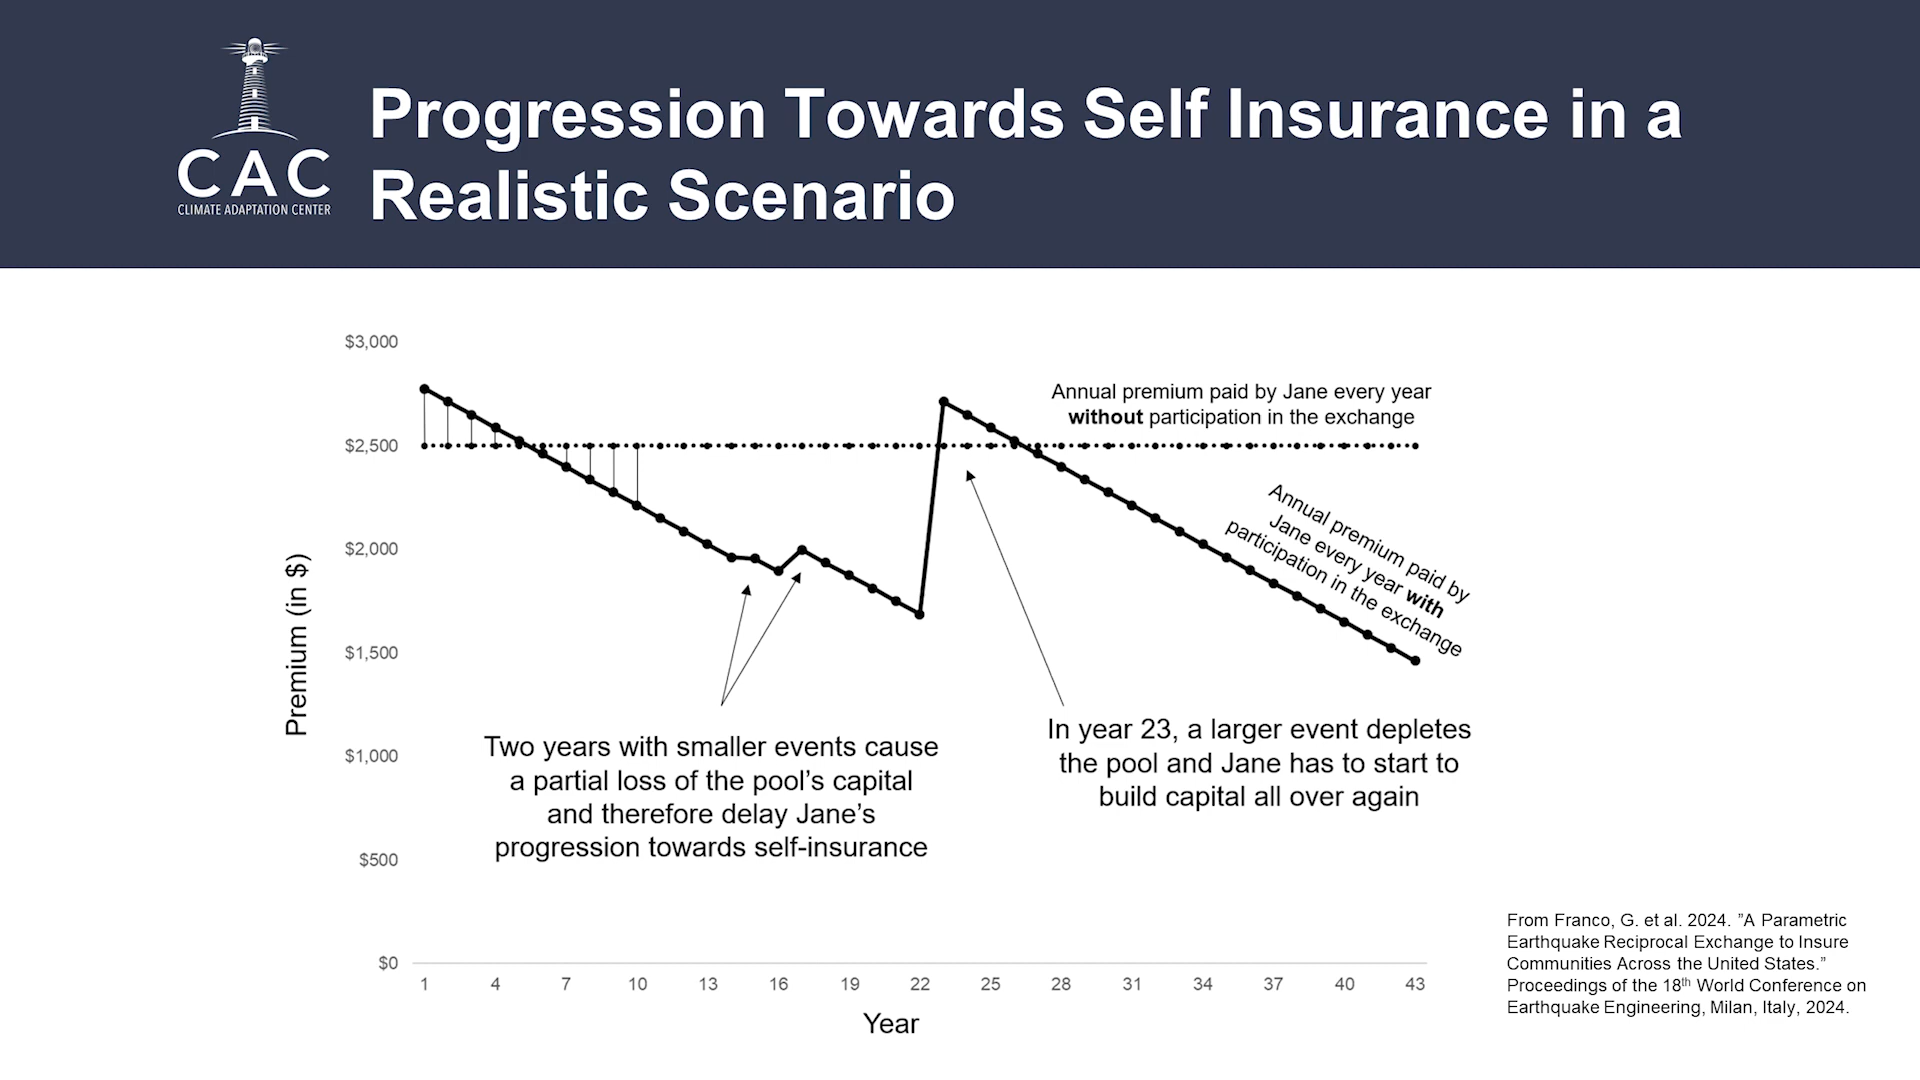 CAC
CLIMATE ADAPTATION CENTER
Progression Towards Self Insurance in a
Realistic Scenario
$3,000
$2,500
$2,000
$1,500
$1,000
$500
$0
Premium (in $)
Annual premium paid by Jane every year
without participation in the exchange
Annual premium paid by
Jane every year with
participation in the exchange
Two years with smaller events cause
a partial loss of the pool’s capital
and therefore delay Jane’s
progression towards self-insurance
In year 23, a larger event depletes
the pool and Jane has to start to
build capital all over again
1 4 7 10 13 16 19 22 25 28 31 34 37 40 43
Year
From Franco, G. et al. 2024. ”A Parametric
Earthquake Reciprocal Exchange to Insure
Communities Across the United States.”
Proceedings of the 18th World Conference on
Earthquake Engineering, Milan, Italy, 2024.